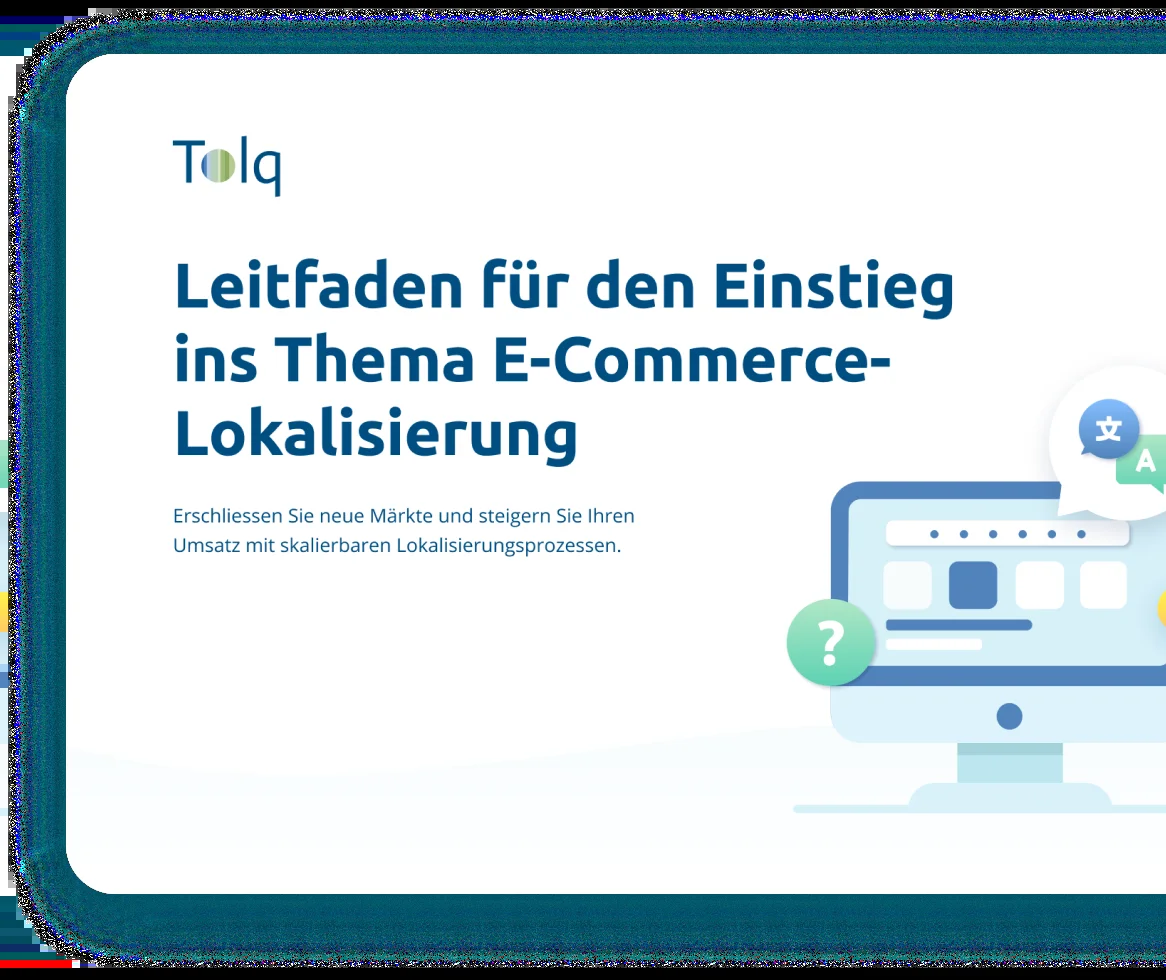 Tolq
Leitfaden für den Einstieg
ins Thema E-Commerce-
Lokalisierung
Erschliessen Sie neue Märkte und steigern Sie Ihren
Umsatz mit skalierbaren Lokalisierungsprozessen.
文
A
?